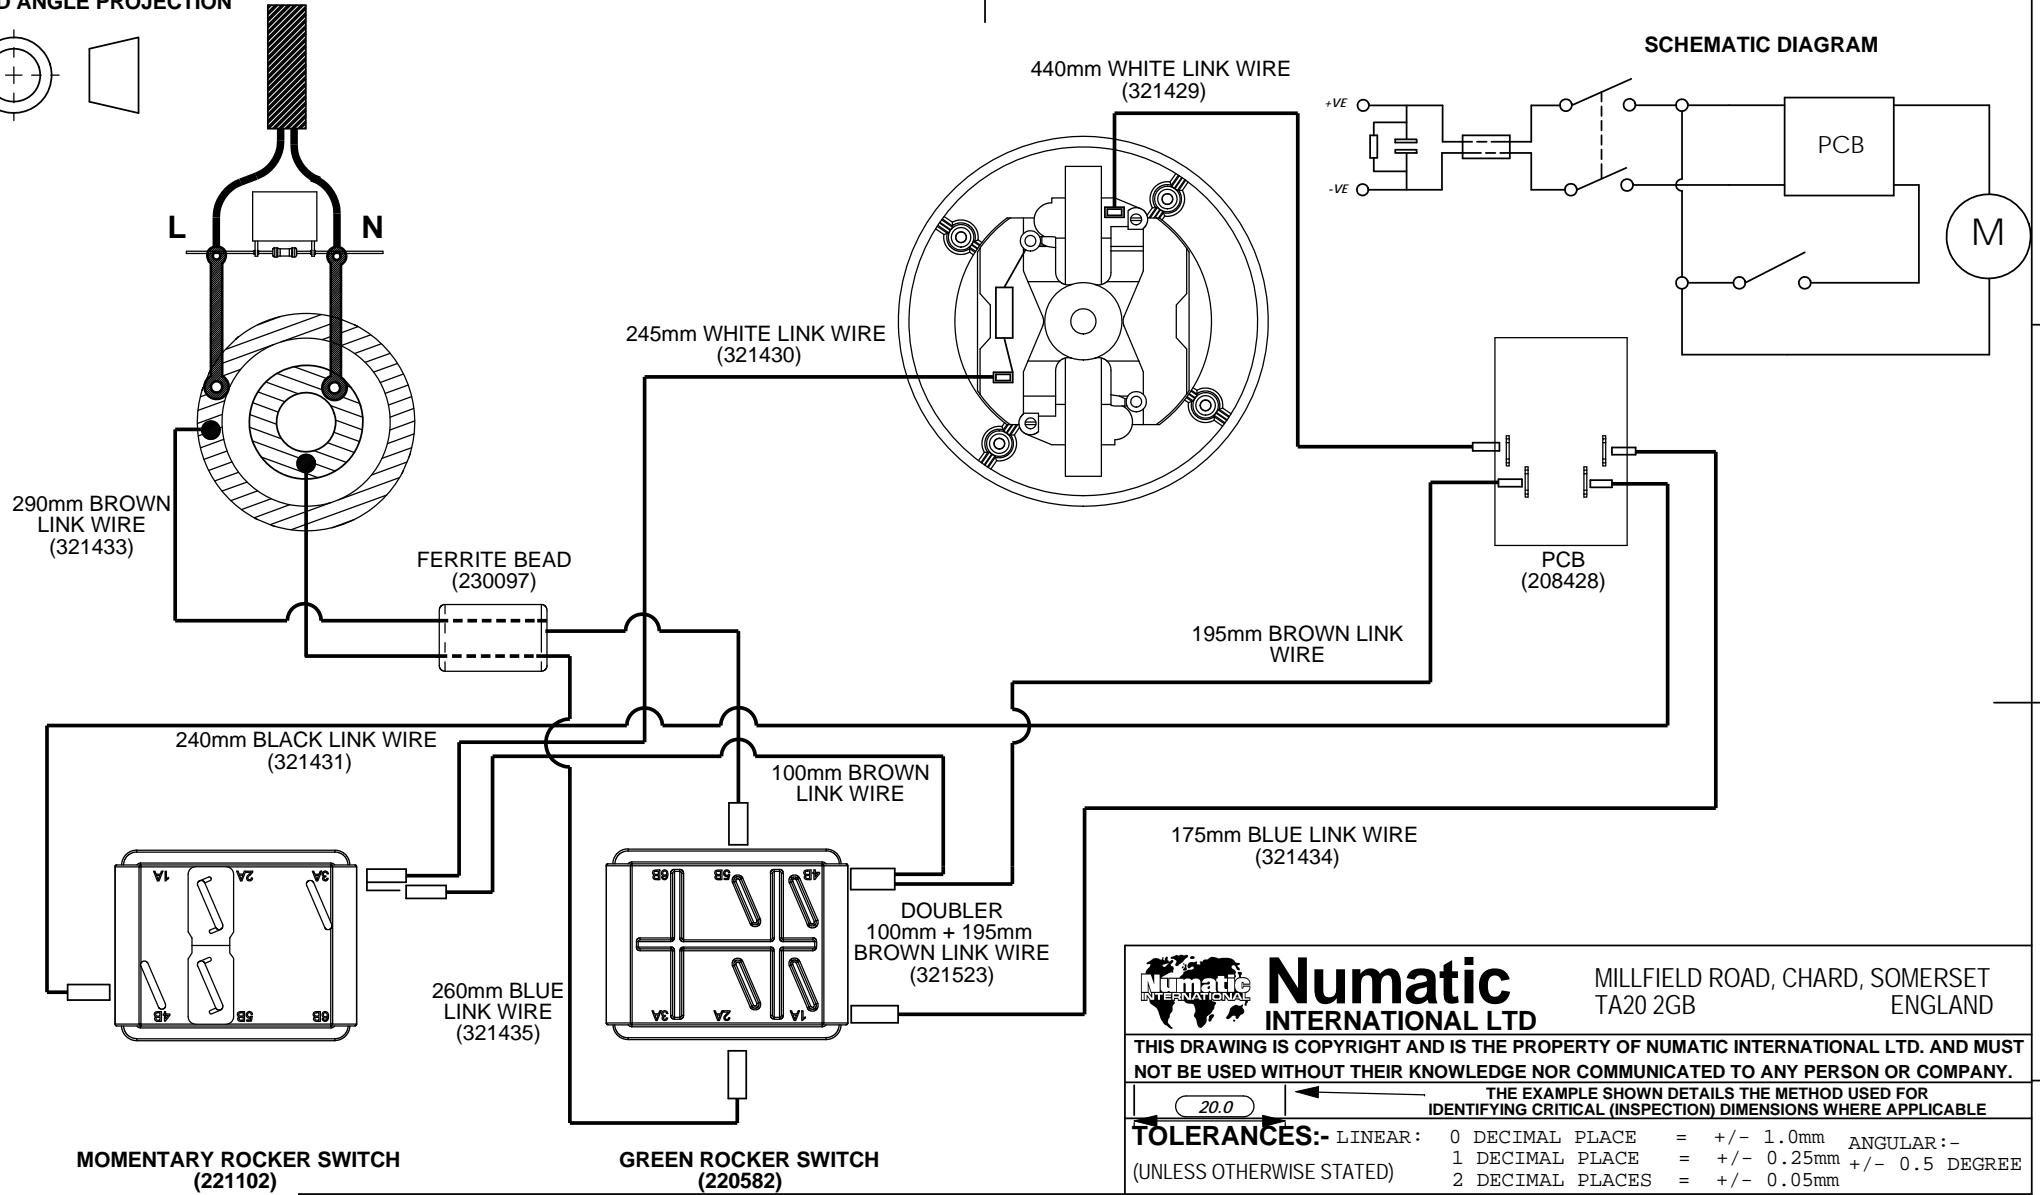 D ANGLE PROJECTION
SCHEMATIC DIAGRAM
440mm WHITE LINK WIRE
(321429)
+VE
-VE
PCB
M
L
N
245mm WHITE LINK WIRE
(321430)
290mm BROWN
LINK WIRE
(321433)
FERRITE BEAD
(230097)
PCB
(208428)
195mm BROWN LINK
WIRE
240mm BLACK LINK WIRE
(321431)
100mm BROWN
LINK WIRE
175mm BLUE LINK WIRE
(321434)
1A
2A
3A
4B
5B
6B
6B
5B
4B
3A
2A
1A
DOUBLER
100mm + 195mm
BROWN LINK WIRE
(321523)
260mm BLUE
LINK WIRE
(321435)
MOMENTARY ROCKER SWITCH
(221102)
GREEN ROCKER SWITCH
(220582)
Numatic
INTERNATIONAL
Numatic
INTERNATIONAL LTD
MILLFIELD ROAD, CHARD, SOMERSET
TA20 2GB ENGLAND
THIS DRAWING IS COPYRIGHT AND IS THE PROPERTY OF NUMATIC INTERNATIONAL LTD. AND MUST
NOT BE USED WITHOUT THEIR KNOWLEDGE NOR COMMUNICATED TO ANY PERSON OR COMPANY.
20.0
THE EXAMPLE SHOWN DETAILS THE METHOD USED FOR
IDENTIFYING CRITICAL (INSPECTION) DIMENSIONS WHERE APPLICABLE
TOLERANCES:- LINEAR: 0 DECIMAL PLACE = +/- 1.0mm ANGULAR:-
(UNLESS OTHERWISE STATED) 1 DECIMAL PLACE = +/- 0.25mm +/- 0.5 DEGREE
2 DECIMAL PLACES = +/- 0.05mm